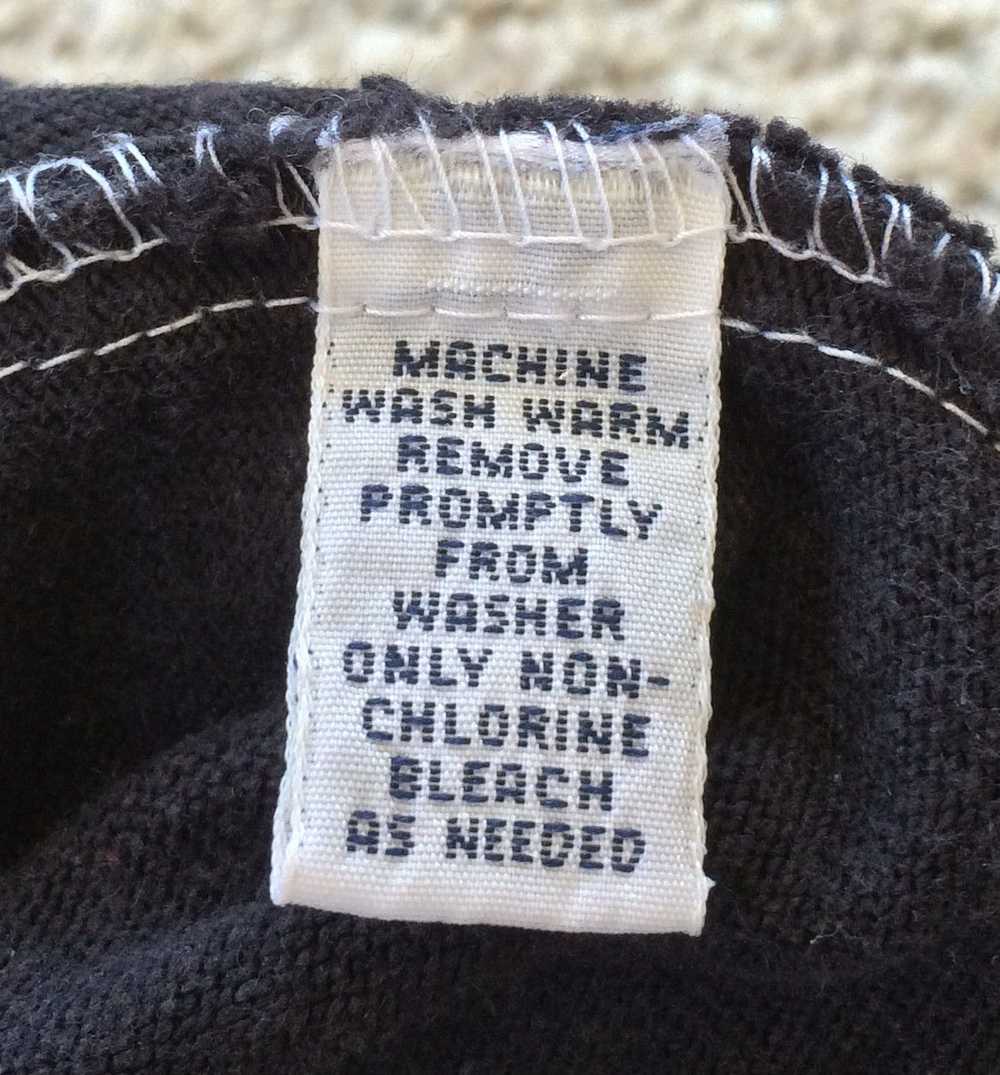 MACHINE
WASH WARM
REMOVE
PROMPTLY
FROM
WASHER
ONLY NON-
CHLORINE
BLEACH
AS NEEDED